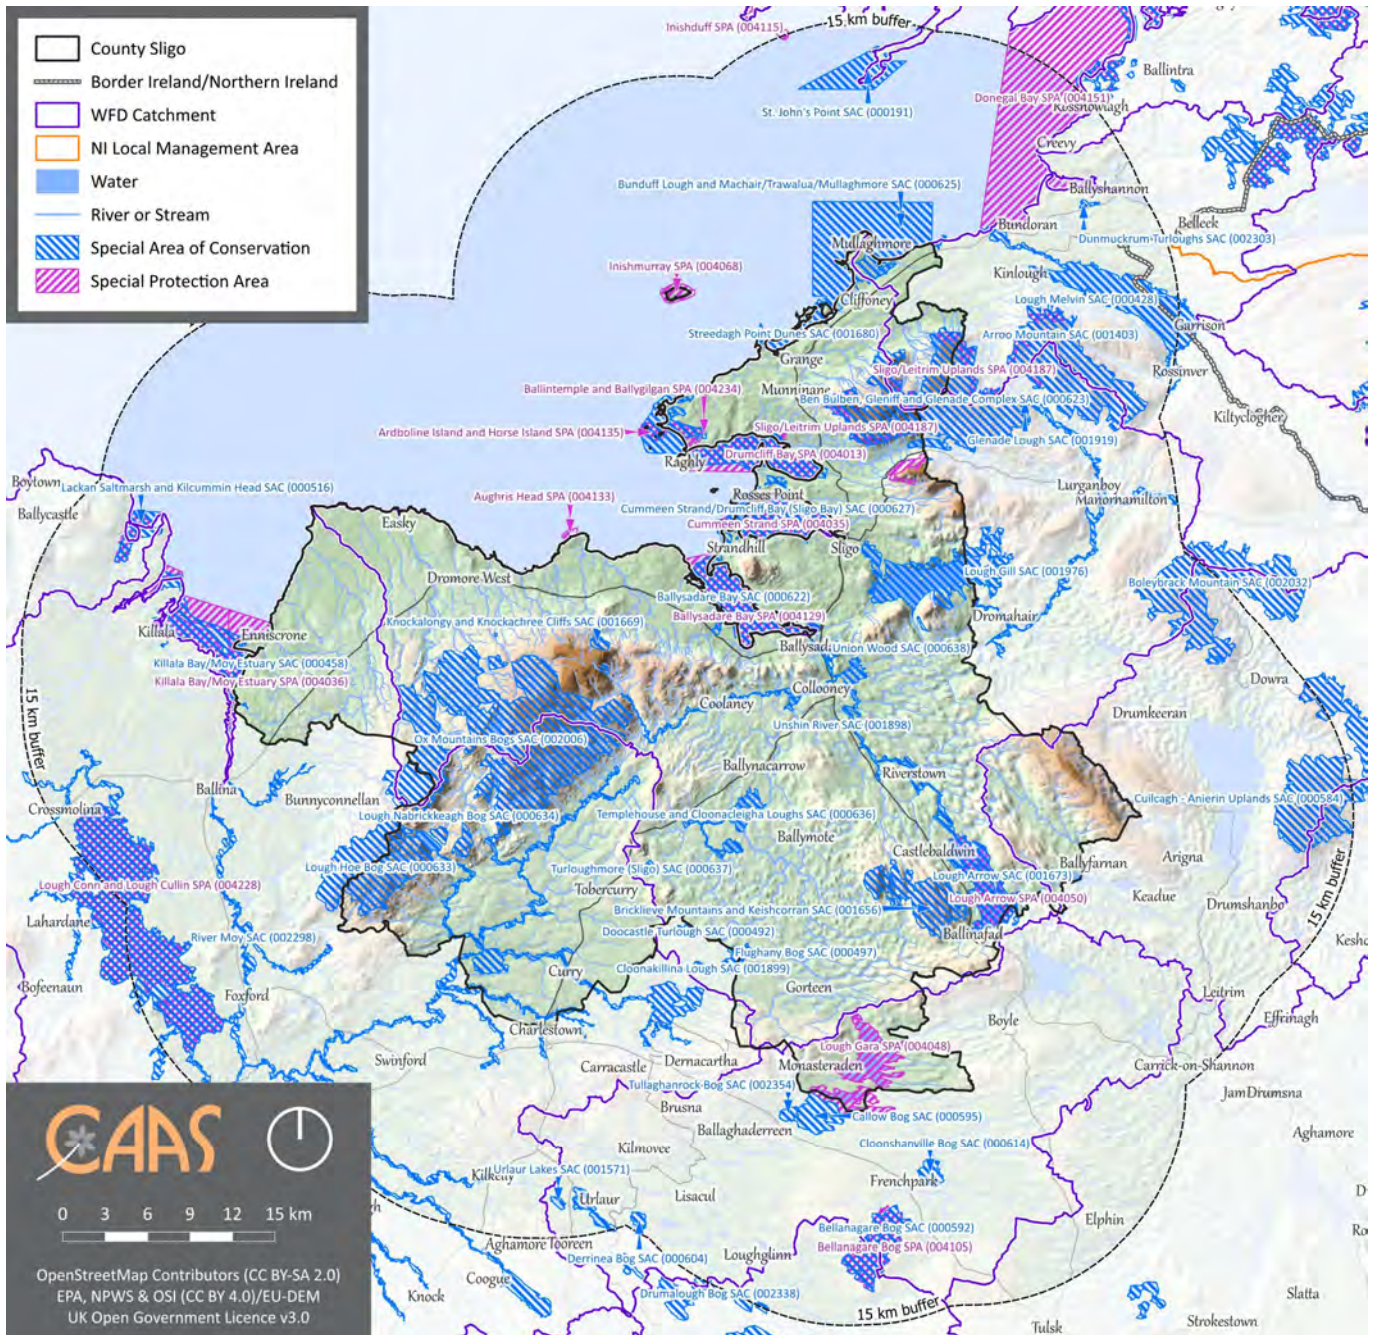 County Sligo
Border Ireland/Northern Ireland
WFD Catchment
NI Local Management Area
Water
River or Stream
Special Area of Conservation
Special Protection Area
15 km buffer
Inishduff SPA (004115)
Ballintra
St. John's Point SAC (000191)
Donegal Bay SPA (004151)
Rossnowlagh
Creevy
Ballyshannon
Bunduff Lough and Machair/Trawalua/Mullaghmore SAC (000625)
Bundoran
Belleek
Dunmuckrum Turloughs SAC (002303)
Mullaghmore
Kinlough
Inishmurray SPA (004068)
Cliffoney
Lough Melvin SAC (000428)
Garrison
Streedagh Point Dunes SAC (001680)
Arroo Mountain SAC (001403)
Grange
Sligo/Leitrim Uplands SPA (004187)
Rossinver
Ballintemple and Ballygilgan SPA (004234)
Munninane
Ben Bulben, Gleniff and Glenade Complex SAC (000623)
Kiltyclogher
Ardboline Island and Horse Island SPA (004135)
Sligo/Leitrim Uplands SPA (004187)
Glenade Lough SAC (001919)
Raghly
Drumcliff Bay SPA (004013)
Boytown
Lackan Saltmarsh and Kilcummin Head SAC (000516)
Ballycastle
Aughris Head SPA (004133)
Rosses Point
Lurganboy
Manorhamilton
Easky
Cummeen Strand/Drumcliff Bay (Sligo Bay) SAC (000627)
Cummeen Strand SPA (004035)
Strandhill
Sligo
Dromore West
Lough Gill SAC (001976)
Boleybrack Mountain SAC (002032)
Ballysadare Bay SAC (000622)
Ballysadare Bay SPA (004129)
Dromahair
Killala
Enniscrone
Knockalongy and Knockachree Cliffs SAC (001669)
Ballysad
Union Wood SAC (000638)
Killala Bay/Moy Estuary SAC (000458)
Killala Bay/Moy Estuary SPA (004036)
Dowra
15 km buffer
Collooney
Coolaney
Drumkeeran
Unshin River SAC (001898)
Ox Mountains Bogs SAC (002006)
Ballynacarrow
Riverstown
Ballina
Bunnyconnellan
Crossmolina
Cuilcagh - Anierin Uplands SAC (000584)
Lough Nabrickkeagh Bog SAC (000634)
Templehouse and Cloonacleigha Loughs SAC (000636)
Ballymote
Castlebaldwin
Ballyfarnan
Arigna
Lough Hoe Bog SAC (000633)
Turloughmore (Sligo) SAC (000637)
Lough Arrow SAC (001673)
Lough Conn and Lough Cullin SPA (004228)
Tobercurry
Lough Arrow SPA (004050)
Keadue
Drumshanbo
Lahardane
Bricklieve Mountains and Keishcorran SAC (001656)
15 km buffer
River Moy SAC (002298)
Doocastle Turlough SAC (000492)
Ballinafad
Flughany Bog SAC (000497)
Curry
Cloonakillina Lough SAC (001899)
Bofeenaun
Foxford
Gorteen
Leitrim
Effrinagh
Charlestown
Boyle
Swinford
Carracastle
Dernacartha
Monasteraden
Lough Gara SPA (004048)
Carrick-on-Shannon
Tullaghanrock Bog SAC (002354)
JamDrumsna
Brusna
Callow Bog SAC (000595)
Ballaghaderreen
Aghamore
Kilmovee
Cloonshanville Bog SAC (000614)
Kilkelly
Urlaur Lakes SAC (001571)
Frenchpark
Urlaur
Lisacul
Elphin
Bellanagare Bog SAC (000592)
Bellanagare Bog SPA (004105)
Aghamore
Tooreen
Derrinea Bog SAC (000604)
Loughglinn
Coogue
Knock
Drumalough Bog SAC (002338)
15 km buffer
Slatta
Strokestown
Tulsk
CAAS
0 3 6 9 12 15 km
OpenStreetMap Contributors (CC BY-SA 2.0)
EPA, NPWS & OSI (CC BY 4.0)/EU-DEM
UK Open Government Licence v3.0